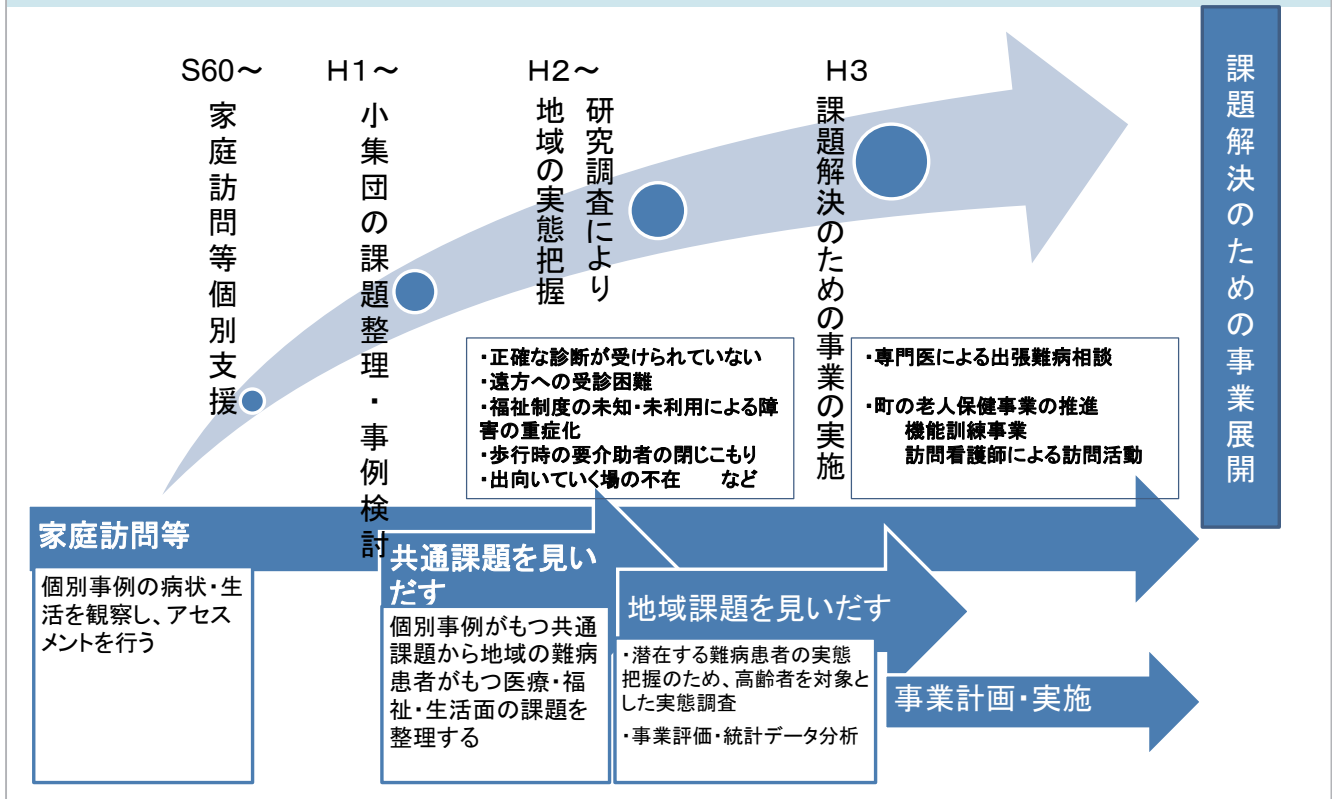 S60～
家庭訪問等個別支援
H1～
小集団の課題整理・事例検討
H2～
研究調査により
地域の実態把握
H3
課題解決のための事業の実施
課題解決のための事業展開
・正確な診断が受けられていない
・遠方への受診困難
・福祉制度の未知・未利用による障
害の重症化
・歩行時の要介助者の閉じこもり
・出向いていく場の不在　など
・専門医による出張難病相談
・町の老人保健事業の推進
機能訓練事業
訪問看護師による訪問活動
家庭訪問等
個別事例の病状・生
活を観察し、アセス
メントを行う
共通課題を見い
だす
個別事例がもつ共通
課題から地域の難病
患者がもつ医療・福
祉・生活面の課題を
整理する
地域課題を見いだす
・潜在する難病患者の実態
把握のため、高齢者を対象と
した実態調査
・事業評価・統計データ分析
事業計画・実施